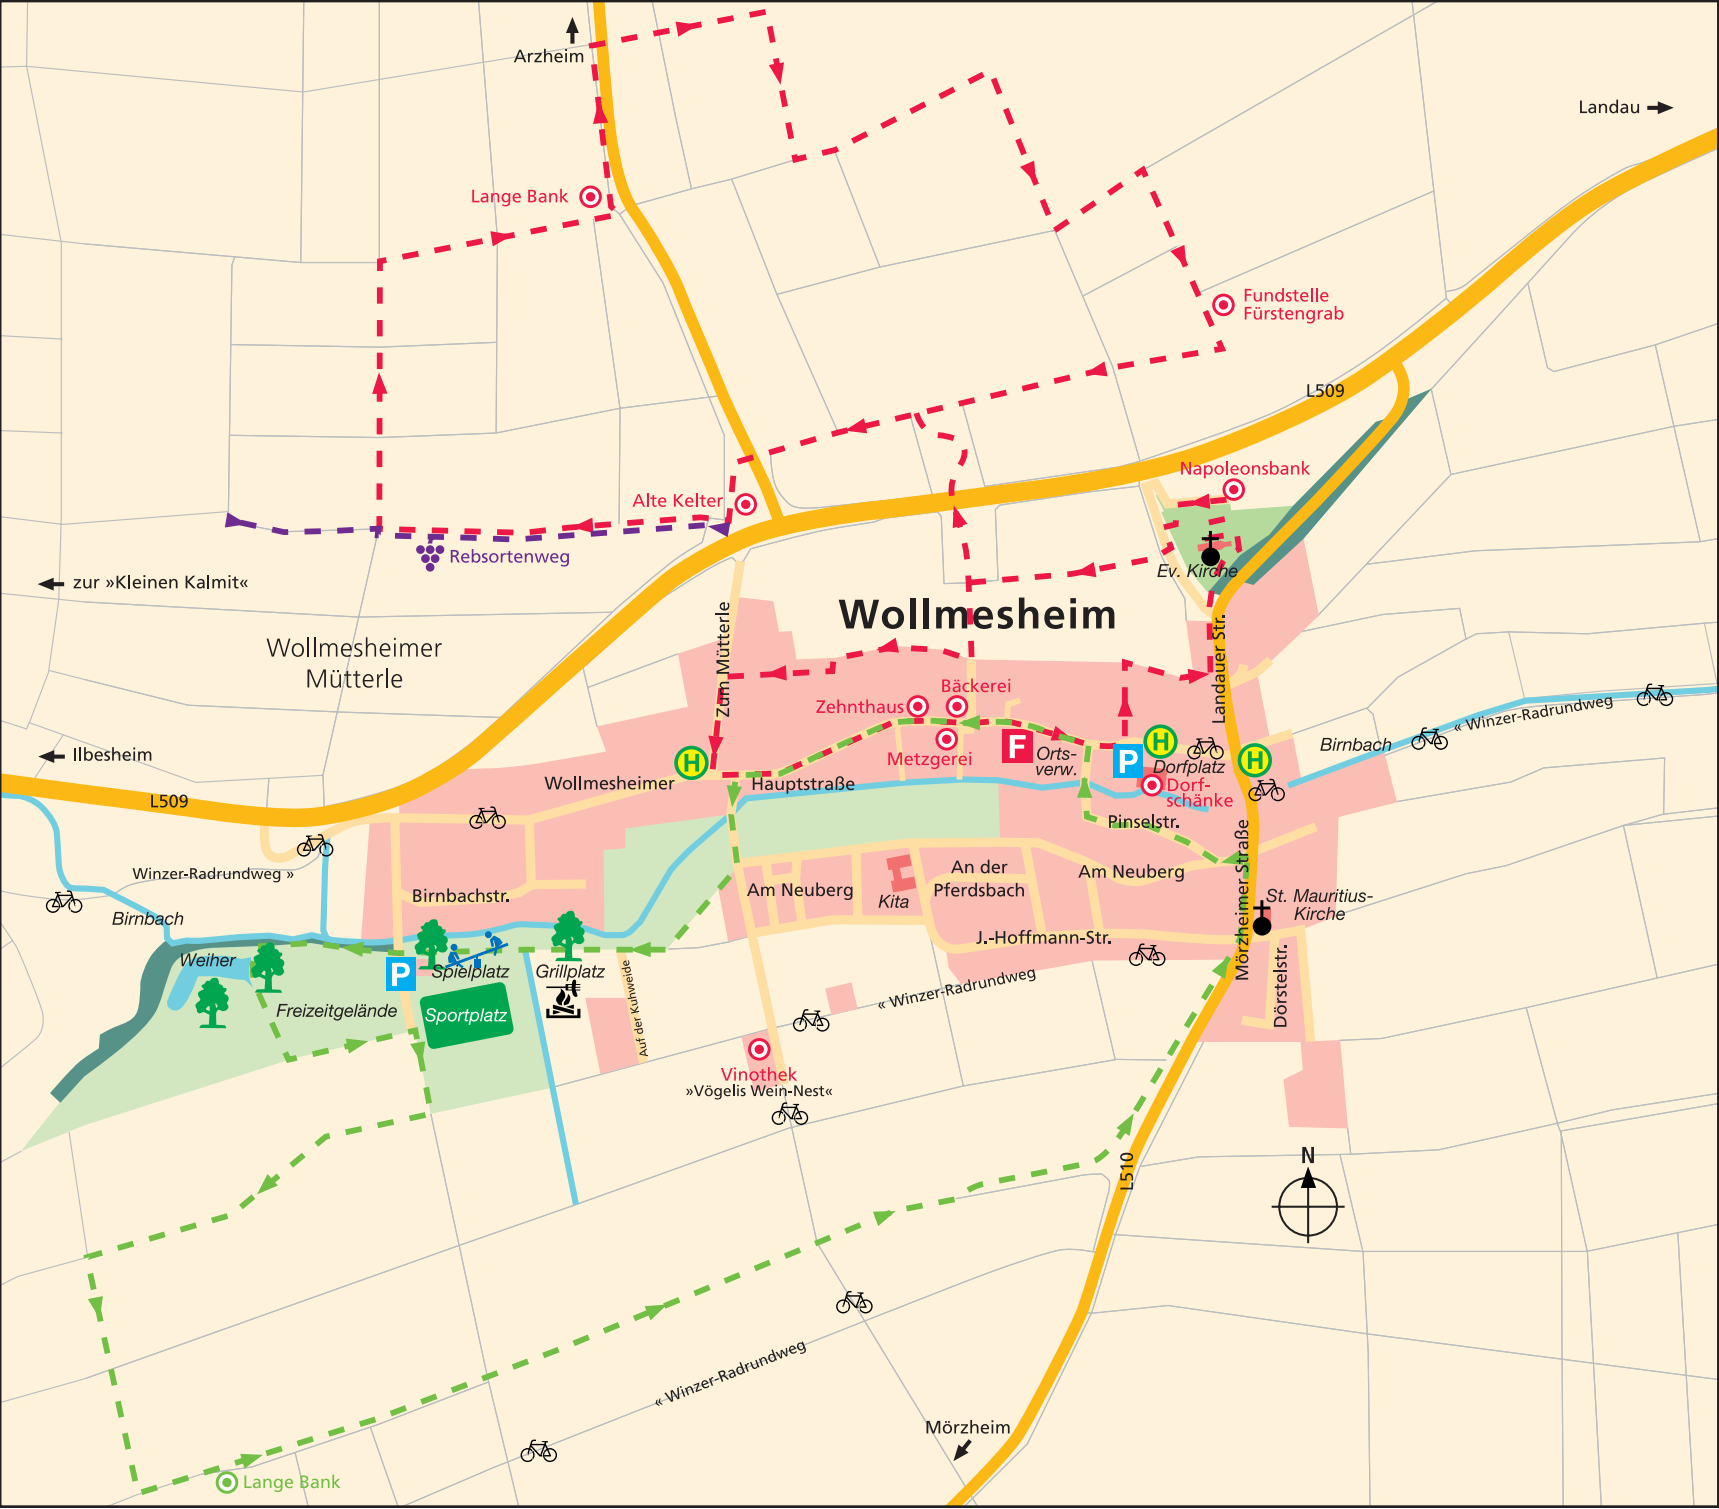 Arzheim
Landau
Lange Bank
Fundstelle
Fürstengrab
L509
Napoleonsbank
Alte Kelter
Rebsortenweg
Ev. Kirche
zur »Kleinen Kalmit«
Wollmesheim
Wollmesheimer
Mütterle
Zum Mütterle
Landauer Str.
Bäckerei
Zehnthaus
Metzgerei
F
Orts-
verw.
P
H
Dorfplatz
H
Dorf-
schänke
Birnbach
« Winzer-Radrundweg
Ilbesheim
L509
H
Wollmesheimer
Hauptstraße
Pinselstr.
Winzer-Radrundweg »
Birnbach
Birnbachstr.
Am Neuberg
Kita
An der
Pferdsbach
Am Neuberg
Mörzheimer Straße
St. Mauritius-
Kirche
J.-Hoffmann-Str.
Dörstelstr.
Weiher
P
Spielplatz
Grillplatz
Freizeitgelände
Sportplatz
Auf der Kuhweide
« Winzer-Radrundweg
Vinothek
»Vögelis Wein-Nest«
L510
N
« Winzer-Radrundweg
Mörzheim
Lange Bank